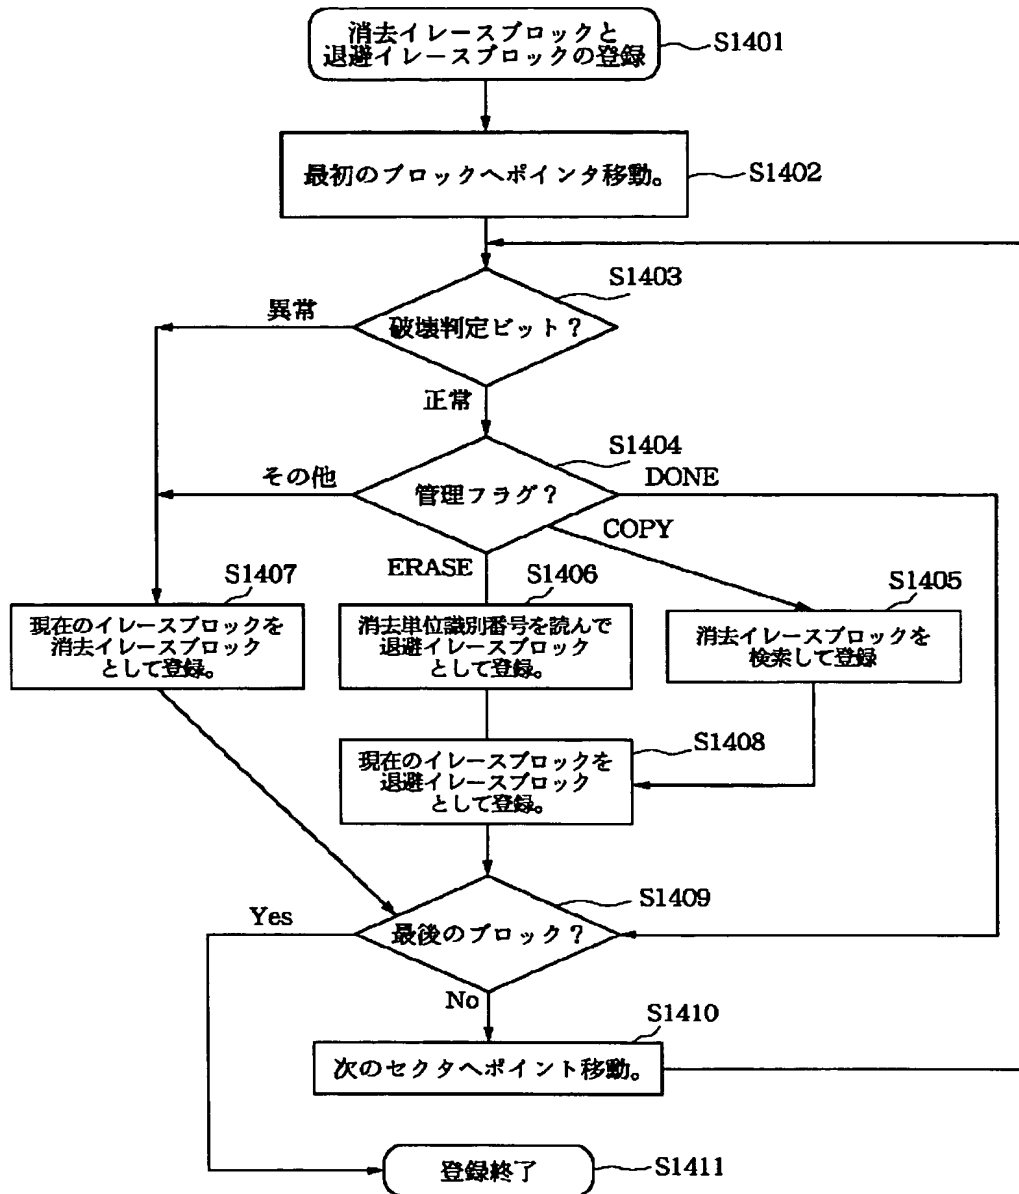 消去イレースブロックと
退避イレースブロックの登録
S1401
最初のブロックへポインタ移動。
S1402
S1403
異常
破壊判定ビット？
正常
S1404
その他
DONE
管理フラグ？
COPY
ERASE
S1407
S1406
S1405
現在のイレースブロックを
消去イレースブロック
として登録。
消去単位識別番号を読んで
退避イレースブロック
として登録。
消去イレースブロックを
検索して登録
S1408
現在のイレースブロックを
退避イレースブロック
として登録。
S1409
Yes
最後のブロック？
No
S1410
次のセクタへポイント移動。
登録終了
S1411